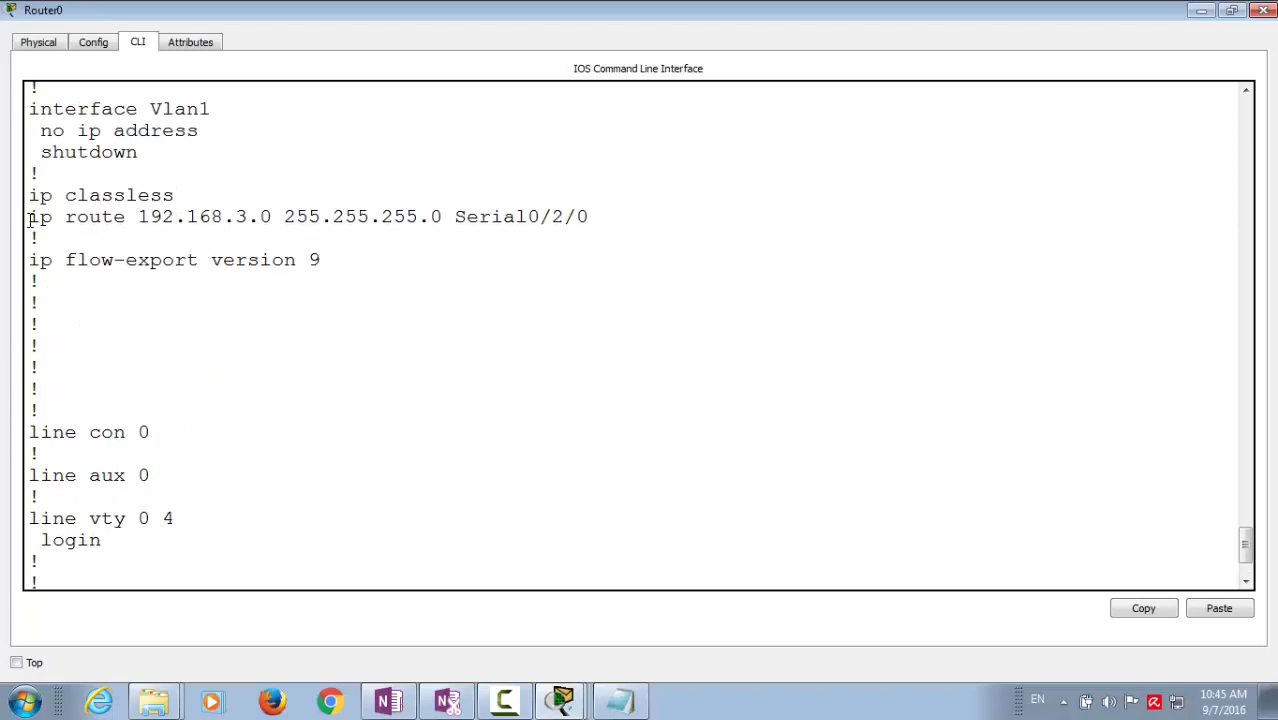 Router0
Physical Config CLI Attributes
IOS Command Line Interface
!
interface Vlan1
no ip address
shutdown
!
ip classless
ip route 192.168.3.0 255.255.255.0 Serial0/2/0
!
ip flow-export version 9
!
!
!
!
!
!
!
line con 0
!
line aux 0
!
line vty 0 4
login
!
!
Copy Paste
Top
EN
10:45 AM
9/7/2016